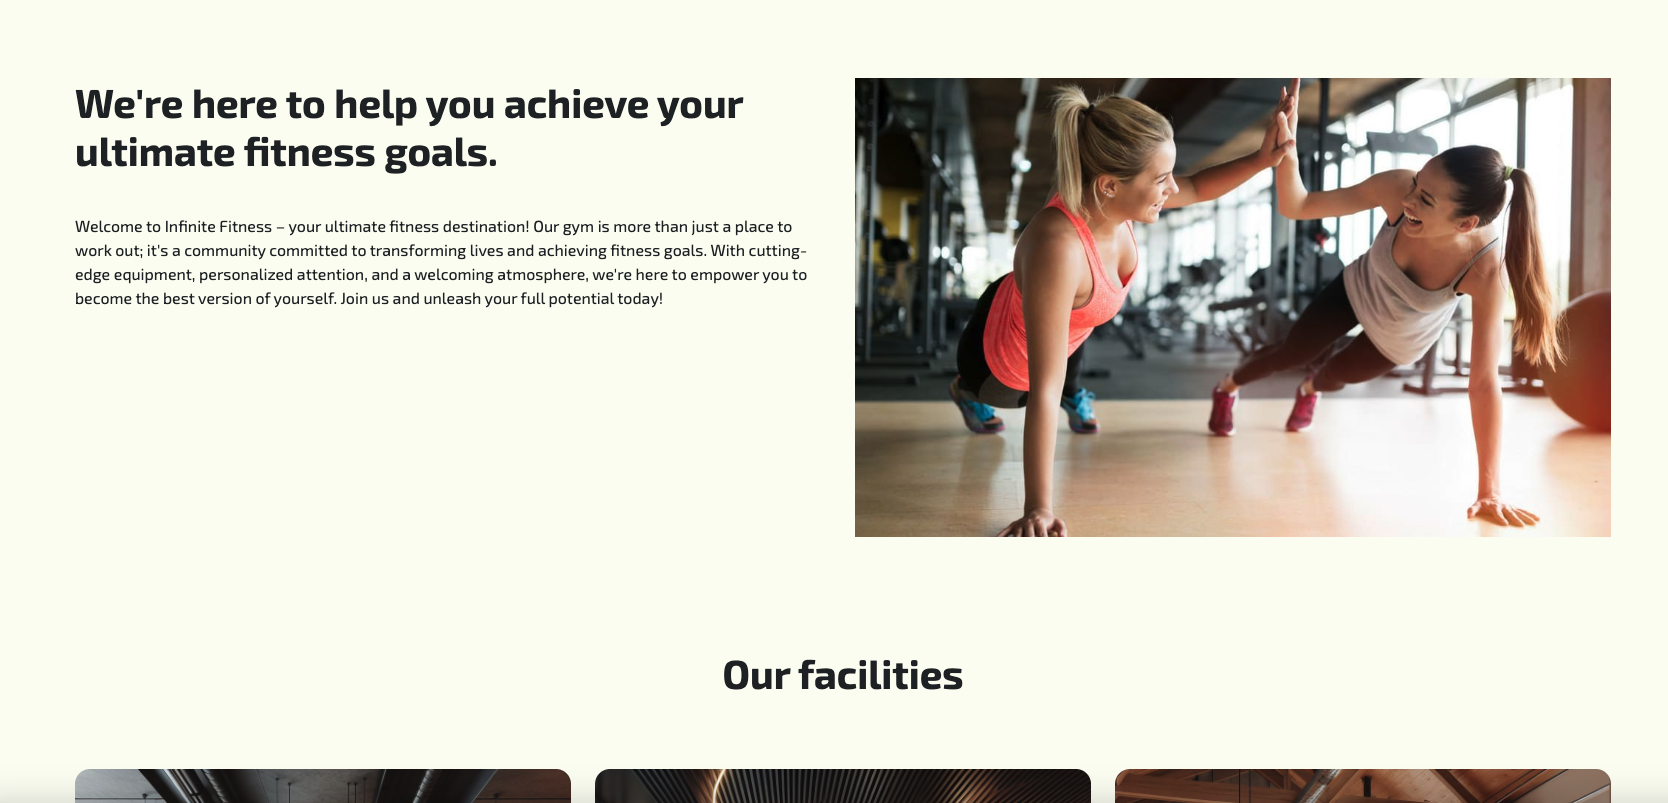 We're here to help you achieve your
ultimate fitness goals.
Welcome to Infinite Fitness – your ultimate fitness destination! Our gym is more than just a place to
work out; it's a community committed to transforming lives and achieving fitness goals. With cutting-
edge equipment, personalized attention, and a welcoming atmosphere, we're here to empower you to
become the best version of yourself. Join us and unleash your full potential today!
Our facilities